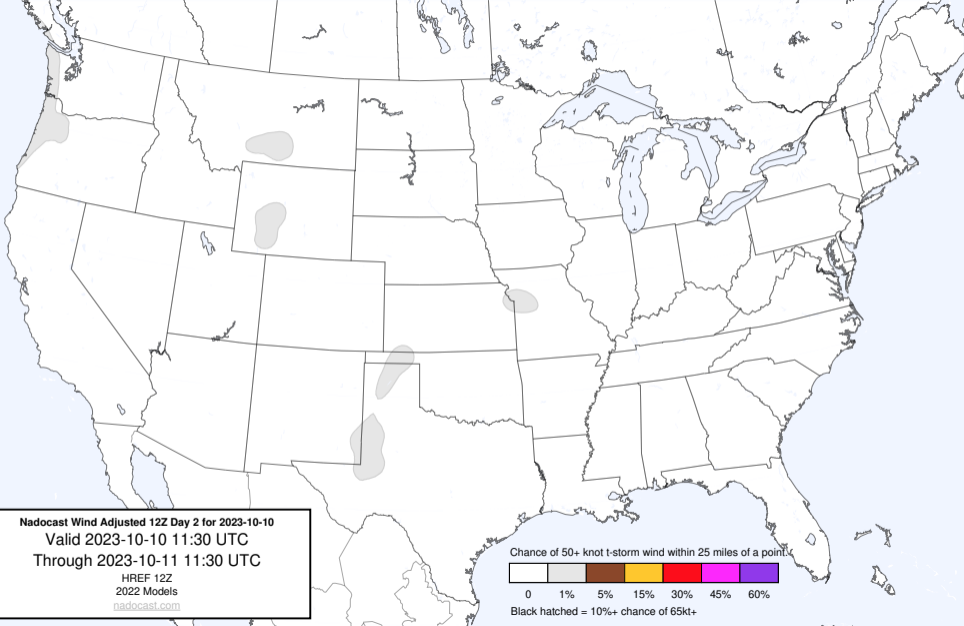 Nadocast Wind Adjusted 12Z Day 2 for 2023-10-10
Valid 2023-10-10 11:30 UTC
Through 2023-10-11 11:30 UTC
HREF 12Z
2022 Models
nadocast.com
Chance of 50+ knot t-storm wind within 25 miles of a point.
0 1% 5% 15% 30% 45% 60%
Black hatched = 10%+ chance of 65kt+